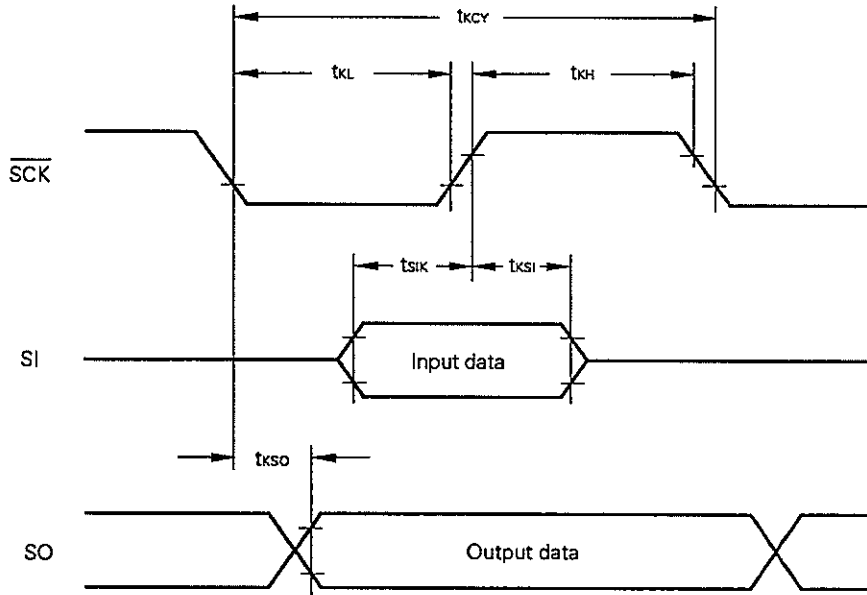 tKCY
tKL
tKH
SCK
tSIK
tKSI
SI
Input data
tKSO
SO
Output data